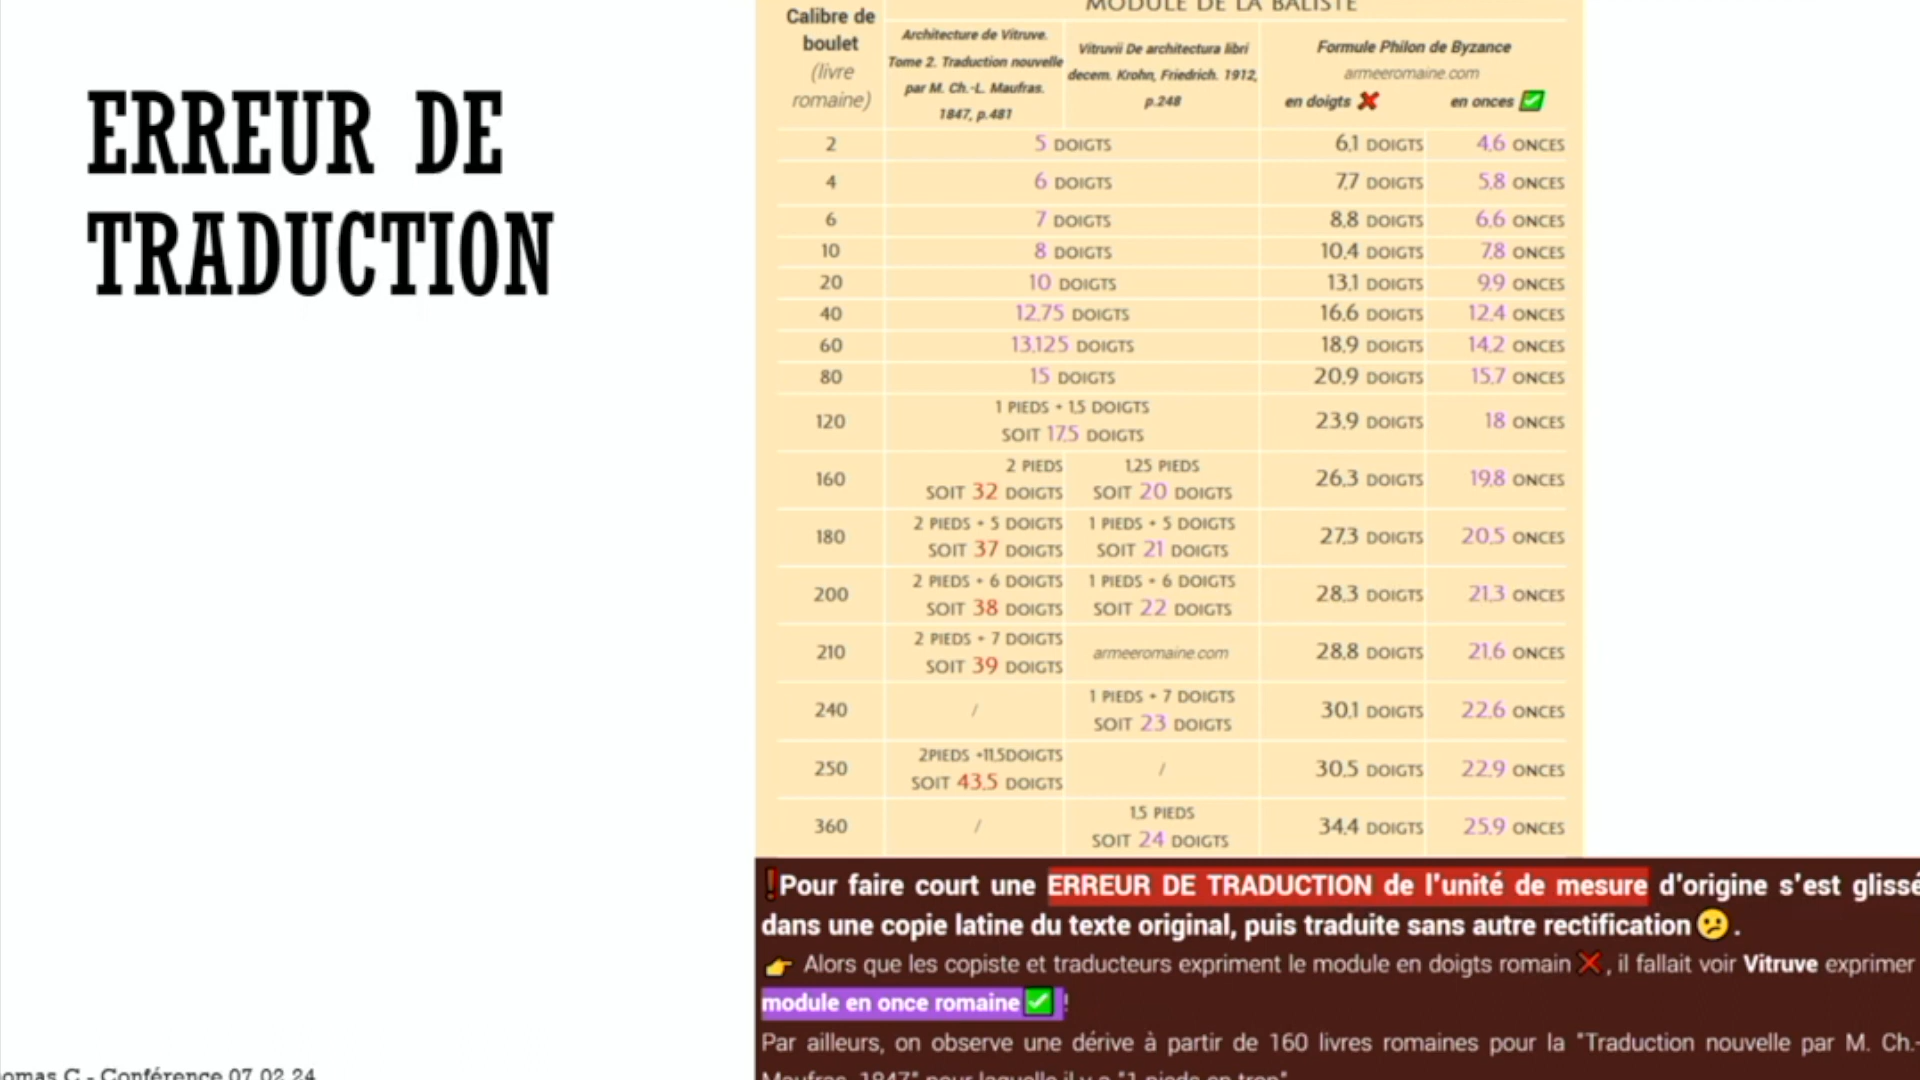 ERREUR DE
TRADUCTION
MODULE DE LA BALISTE
Calibre de
boulet
(livre
romaine)
Architecture de Vitruve.
Tome 2. Traduction nouvelle
par M. Ch.-L. Maufras.
1847, p.481
Vitruvii De architectura libri
decem. Krohn, Friedrich. 1912,
p.248
Formule Philon de Byzance
armeeromaine.com
en doigts ❌ en onces ✅
2 5 DOIGTS 6,1 DOIGTS 4,6 ONCES
4 6 DOIGTS 7,7 DOIGTS 5,8 ONCES
6 7 DOIGTS 8,8 DOIGTS 6,6 ONCES
10 8 DOIGTS 10,4 DOIGTS 7,8 ONCES
20 10 DOIGTS 13,1 DOIGTS 9,9 ONCES
40 12,75 DOIGTS 16,6 DOIGTS 12,4 ONCES
60 13,125 DOIGTS 18,9 DOIGTS 14,2 ONCES
80 15 DOIGTS 20,9 DOIGTS 15,7 ONCES
120 1 PIEDS + 1,5 DOIGTS
SOIT 17,5 DOIGTS 23,9 DOIGTS 18 ONCES
160 2 PIEDS
SOIT 32 DOIGTS 1,25 PIEDS
SOIT 20 DOIGTS 26,3 DOIGTS 19,8 ONCES
180 2 PIEDS + 5 DOIGTS
SOIT 37 DOIGTS 1 PIEDS + 5 DOIGTS
SOIT 21 DOIGTS 27,3 DOIGTS 20,5 ONCES
200 2 PIEDS + 6 DOIGTS
SOIT 38 DOIGTS 1 PIEDS + 6 DOIGTS
SOIT 22 DOIGTS 28,3 DOIGTS 21,3 ONCES
210 2 PIEDS + 7 DOIGTS
SOIT 39 DOIGTS armeeromaine.com 28,8 DOIGTS 21,6 ONCES
240 / 1 PIEDS + 7 DOIGTS
SOIT 23 DOIGTS 30,1 DOIGTS 22,6 ONCES
250 2PIEDS +11,5DOIGTS
SOIT 43,5 DOIGTS / 30,5 DOIGTS 22,9 ONCES
360 / 1,5 PIEDS
SOIT 24 DOIGTS 34,4 DOIGTS 25,9 ONCES
❗Pour faire court une ERREUR DE TRADUCTION de l'unité de mesure d'origine s'est glissé
dans une copie latine du texte original, puis traduite sans autre rectification 😕.
👉 Alors que les copiste et traducteurs expriment le module en doigts romain ❌, il fallait voir Vitruve exprimer
module en once romaine ✅ !
Par ailleurs, on observe une dérive à partir de 160 livres romaines pour la "Traduction nouvelle par M. Ch.-
Maufras, 1847" pour laquelle il y a "1 pieds en trop"
omas C - Conférence 07.02.24